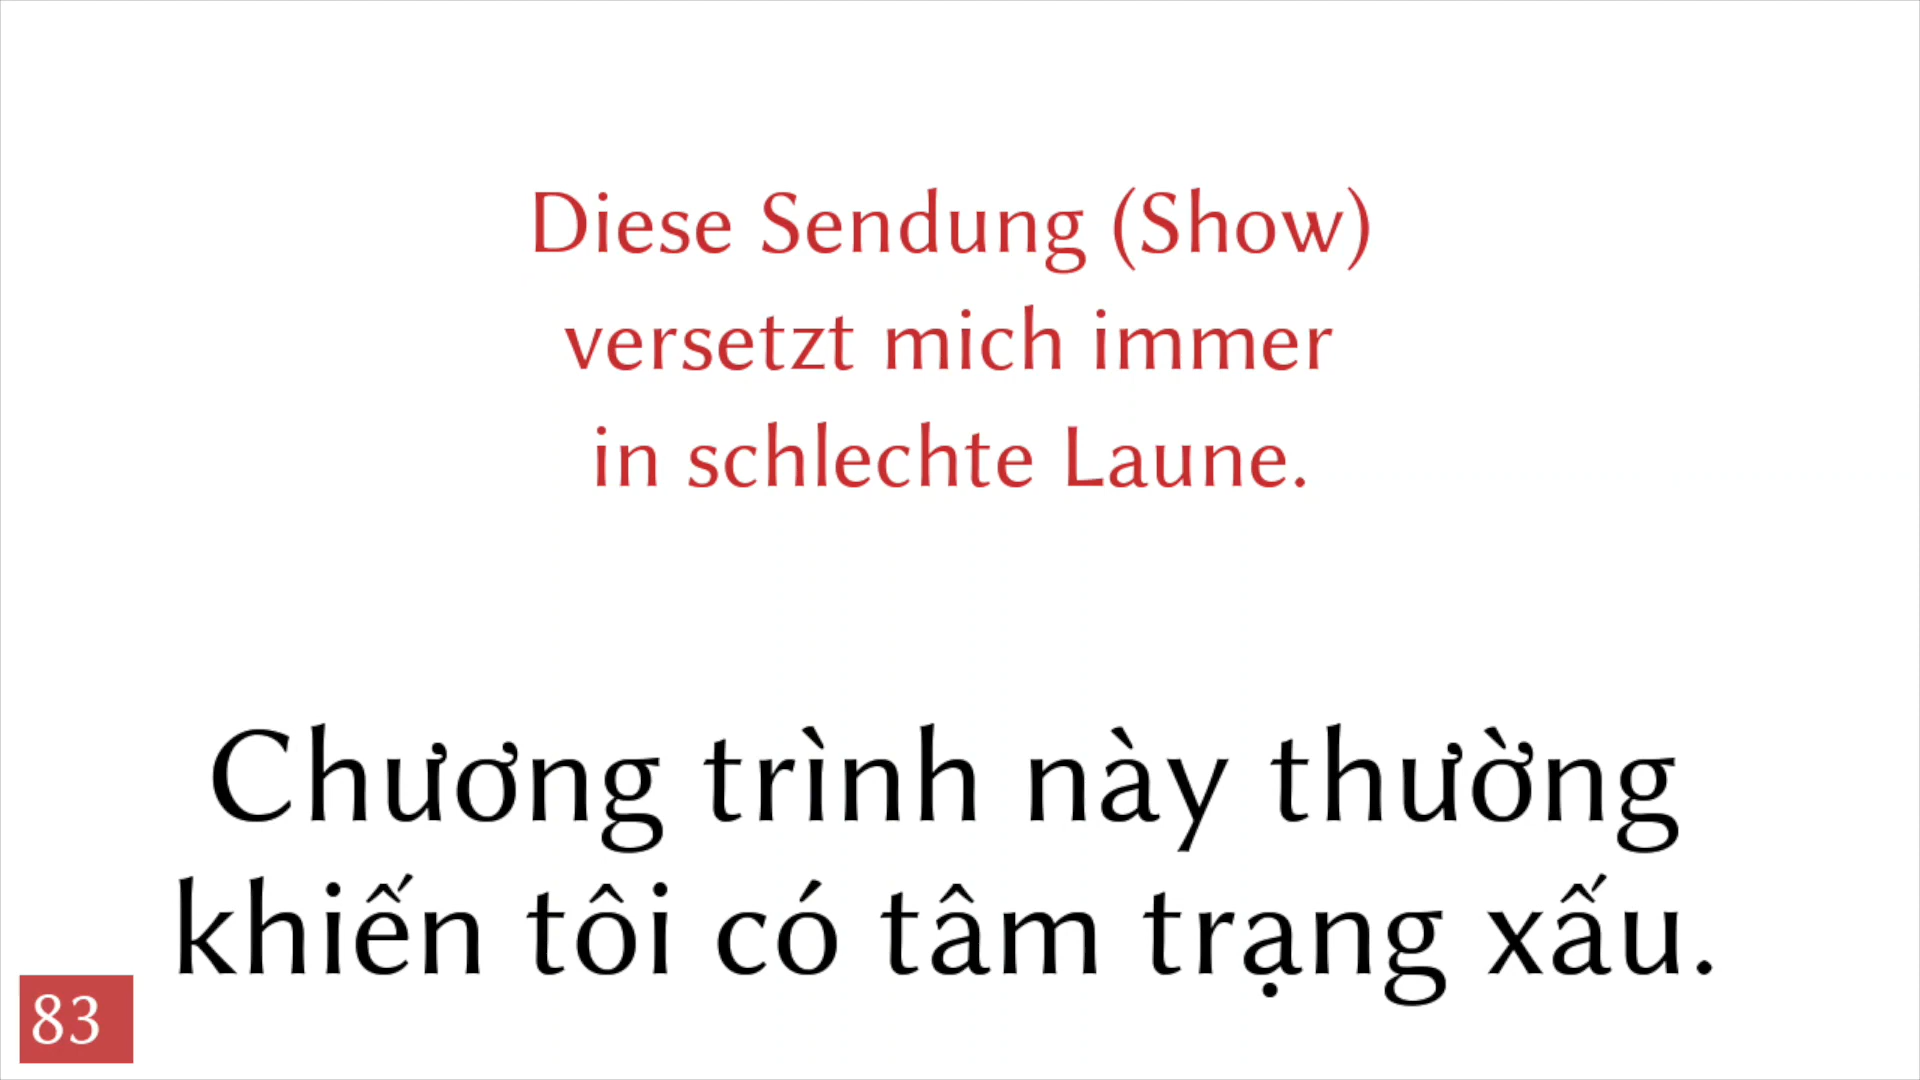 Diese Sendung (Show)
versetzt mich immer
in schlechte Laune.
Chương trình này thường
khiến tôi có tâm trạng xấu.
83